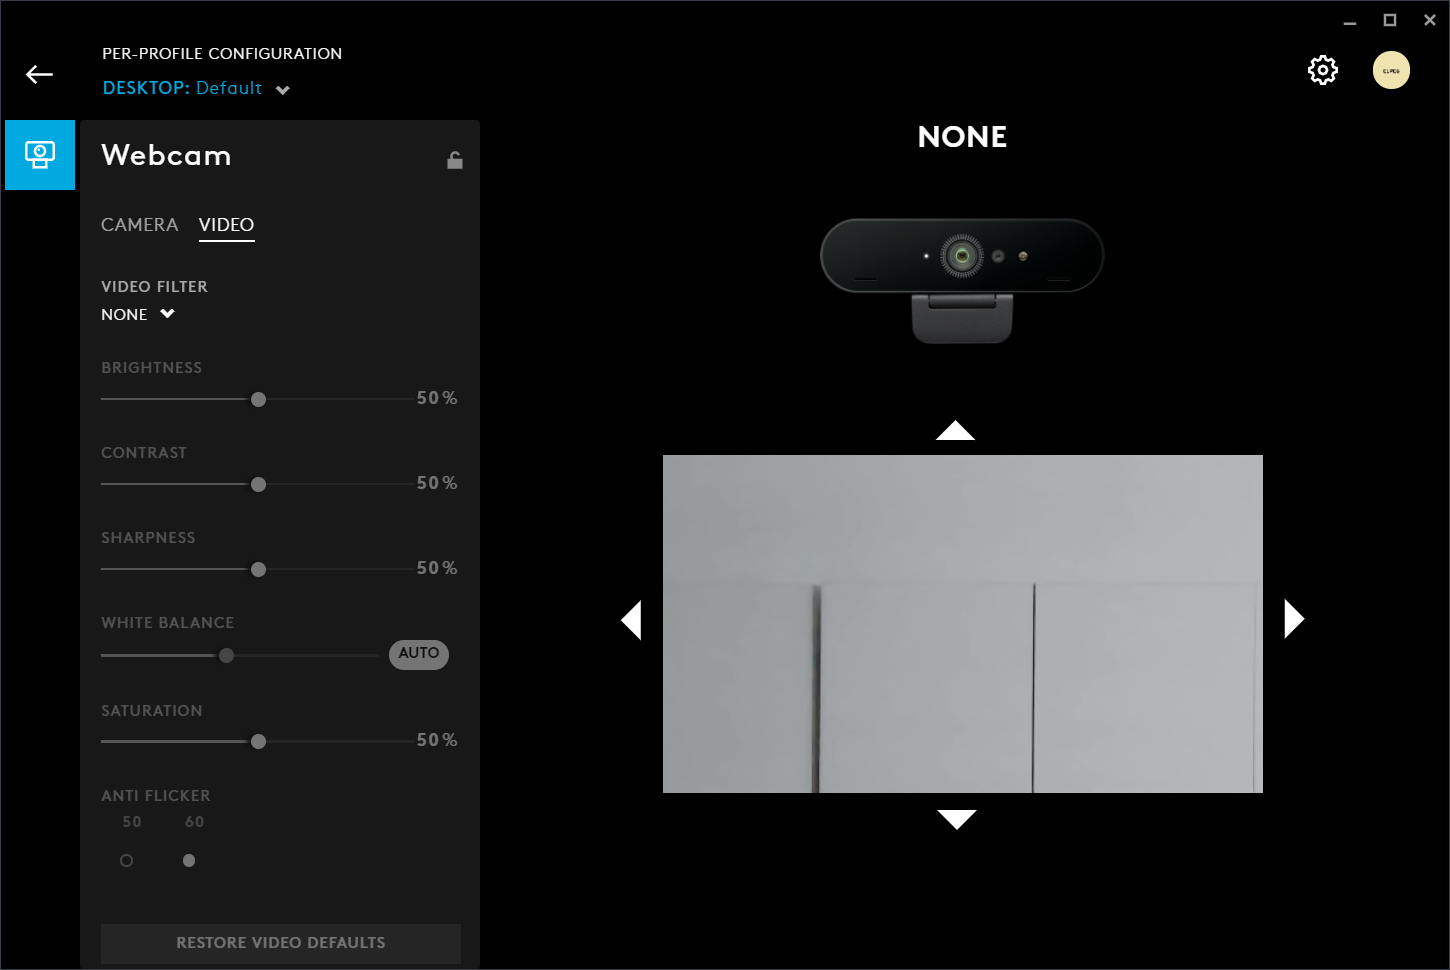 PER-PROFILE CONFIGURATION
DESKTOP: Default
Webcam
CAMERA VIDEO
VIDEO FILTER
NONE
BRIGHTNESS
50 %
CONTRAST
50 %
SHARPNESS
50 %
WHITE BALANCE
AUTO
SATURATION
50 %
ANTI FLICKER
50 60
RESTORE VIDEO DEFAULTS
NONE